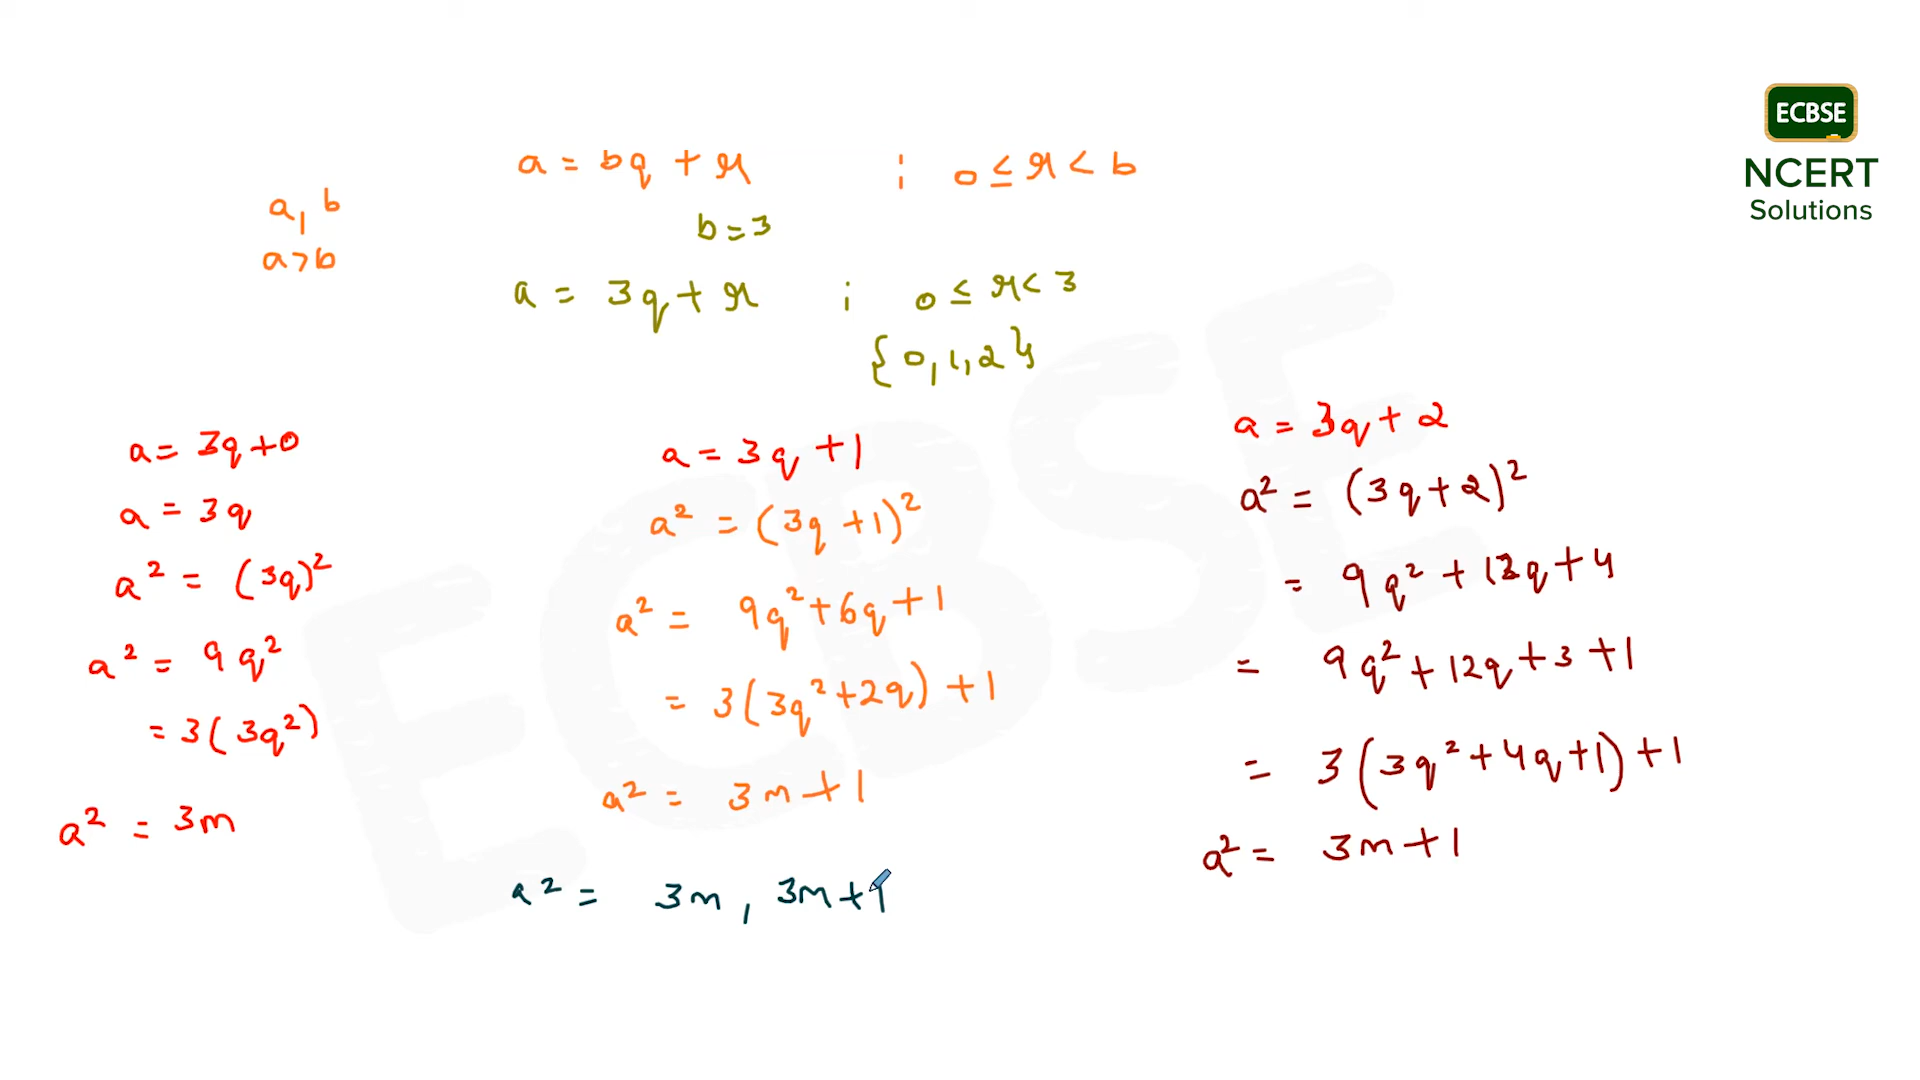 ECBSE
NCERT
Solutions
a = bq + r ; 0 ≤ r < b
a, b
a > b
b = 3
a = 3q + r ; 0 ≤ r < 3
{0, 1, 2}
a = 3q + 0
a = 3q
a² = (3q)²
a² = 9q²
= 3(3q²)
a² = 3m
a = 3q + 1
a² = (3q + 1)²
a² = 9q² + 6q + 1
= 3(3q² + 2q) + 1
a² = 3m + 1
a = 3q + 2
a² = (3q + 2)²
= 9q² + 12q + 4
= 9q² + 12q + 3 + 1
= 3(3q² + 4q + 1) + 1
a² = 3m + 1
a² = 3m, 3m + 1
ECBSE